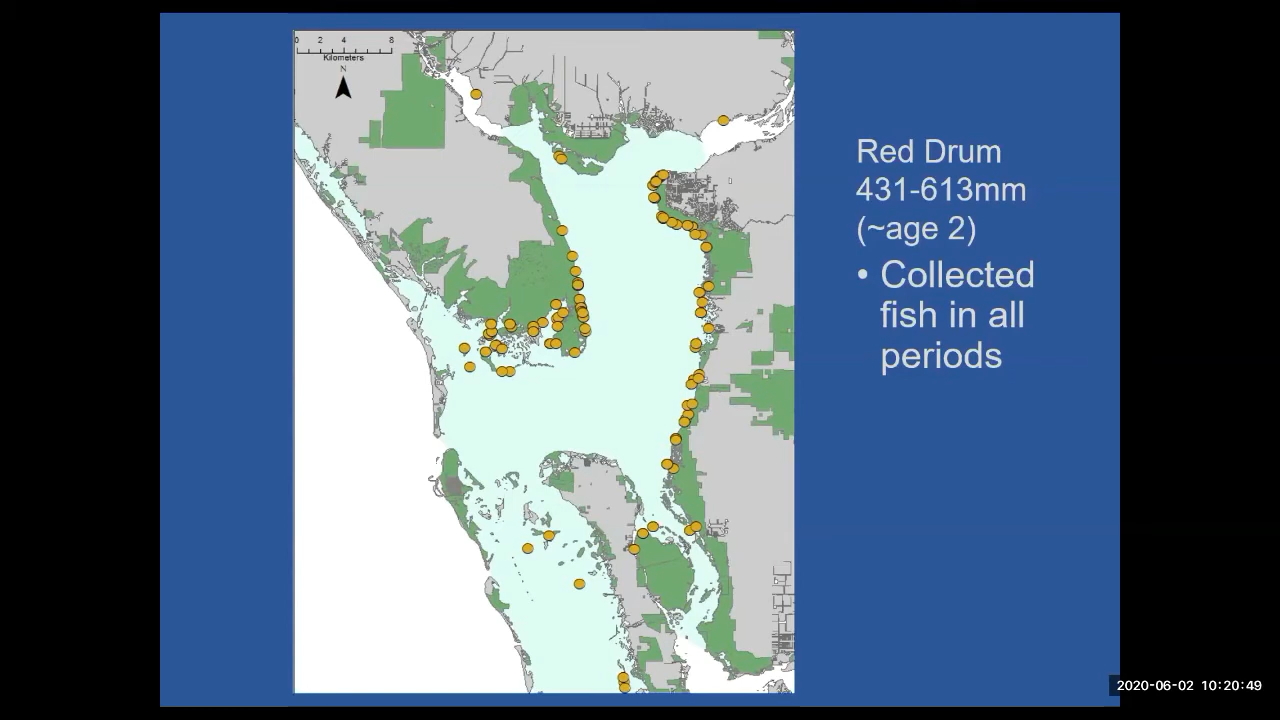 0 2 4 8
Kilometers
N
Red Drum
431-613mm
(~age 2)
• Collected
fish in all
periods
2020-06-02 10:20:49